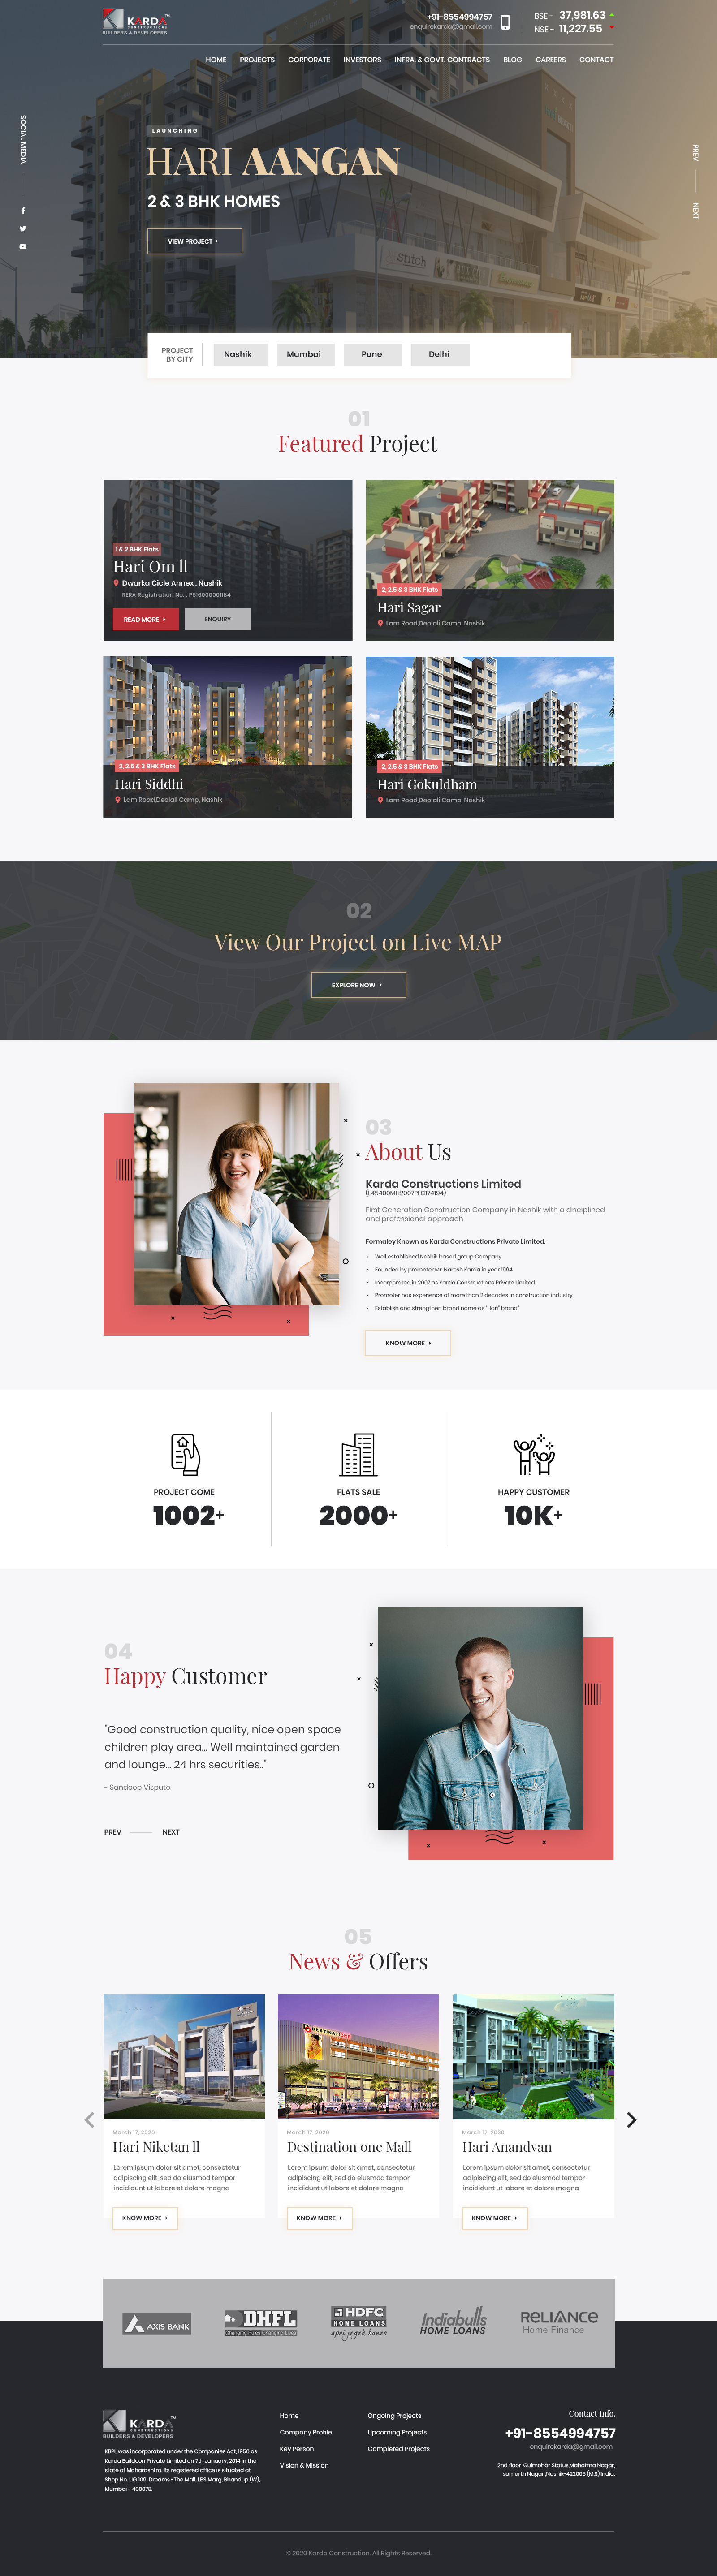 KARDA TM
CONSTRUCTIONS
BUILDERS & DEVELOPERS
+91-8554994757
enquirekarda@gmail.com
BSE - 37,981.63
NSE - 11,227.55
HOME PROJECTS CORPORATE INVESTORS INFRA. & GOVT. CONTRACTS BLOG CAREERS CONTACT
SOCIAL MEDIA
PREV
NEXT
LAUNCHING
HARI AANGAN
2 & 3 BHK HOMES
VIEW PROJECT
stitch
PROJECT
BY CITY
Nashik Mumbai Pune Delhi
01
Featured Project
1 & 2 BHK Flats
Hari Om ll
Dwarka Cicle Annex , Nashik
RERA Registration No. : P51600001184
READ MORE
ENQUIRY
2, 2.5 & 3 BHK Flats
Hari Sagar
Lam Road,Deolali Camp, Nashik
2, 2.5 & 3 BHK Flats
Hari Siddhi
Lam Road,Deolali Camp, Nashik
2, 2.5 & 3 BHK Flats
Hari Gokuldham
Lam Road,Deolali Camp, Nashik
02
View Our Project on Live MAP
EXPLORE NOW
03
About Us
Karda Constructions Limited
(L45400MH2007PLC174194)
First Generation Construction Company in Nashik with a disciplined
and professional approach
Formaley Known as Karda Constructions Private Limited.
Well established Nashik based group Company
Founded by promoter Mr. Naresh Karda in year 1994
Incorporated in 2007 as Karda Constructions Private Limited
Promotor has experience of more than 2 decades in construction industry
Establish and strengthen brand name as "Hari" brand"
KNOW MORE
PROJECT COME
1002+
FLATS SALE
2000+
HAPPY CUSTOMER
10K+
04
Happy Customer
"Good construction quality, nice open space
children play area... Well maintained garden
and lounge... 24 hrs securities.."
- Sandeep Vispute
PREV NEXT
05
News & Offers
DESTINATION
March 17, 2020
Hari Niketan ll
Lorem ipsum dolor sit amet, consectetur
adipiscing elit, sed do eiusmod tempor
incididunt ut labore et dolore magna
KNOW MORE
March 17, 2020
Destination one Mall
Lorem ipsum dolor sit amet, consectetur
adipiscing elit, sed do eiusmod tempor
incididunt ut labore et dolore magna
KNOW MORE
March 17, 2020
Hari Anandvan
Lorem ipsum dolor sit amet, consectetur
adipiscing elit, sed do eiusmod tempor
incididunt ut labore et dolore magna
KNOW MORE
AXIS BANK
DHFL
Changing Rules Changing Lives
HDFC
HOME LOANS
apni jagah banao
Indiabulls
HOME LOANS
RELIANCE
Home Finance
KARDA TM
CONSTRUCTIONS
BUILDERS & DEVELOPERS
KBPL was incorporated under the Companies Act, 1956 as
Karda Buildcon Private Limited on 7th January, 2014 in the
state of Maharashtra. Its registered office is situated at
Shop No. UG 109, Dreams -The Mall, LBS Marg, Bhandup (W),
Mumbai - 400078.
Home
Company Profile
Key Person
Vision & Mission
Ongoing Projects
Upcoming Projects
Completed Projects
Contact Info.
+91-8554994757
enquirekarda@gmail.com
2nd floor ,Gulmohar Status,Mahatma Nagar,
samarth Nagar ,Nashik-422005 (M.S),India.
© 2020 Karda Construction. All Rights Reserved.